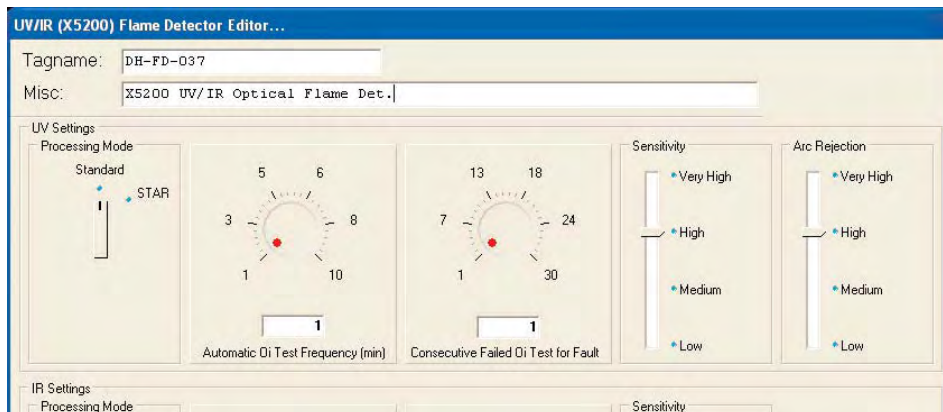 UV/IR (X5200) Flame Detector Editor...
Tagname: DH-FD-037
Misc: X5200 UV/IR Optical Flame Det.
UV Settings
Processing Mode
Standard
STAR
5 6
3 8
1 10
1
Automatic Oi Test Frequency (min)
13 18
7 24
1 30
1
Consecutive Failed Oi Test for Fault
Sensitivity
Very High
High
Medium
Low
Arc Rejection
Very High
High
Medium
Low
IR Settings
Processing Mode
Sensitivity